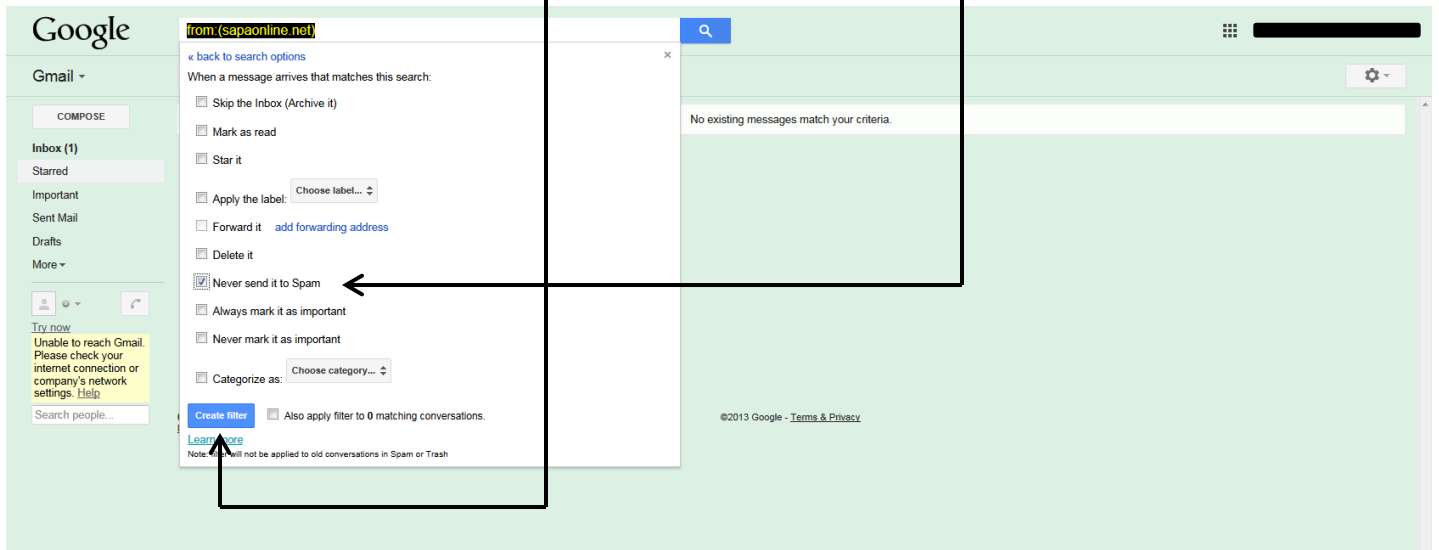 Google
from:(sapaonline.net)
« back to search options
×
When a message arrives that matches this search:
Gmail
Skip the Inbox (Archive it)
Mark as read
Star it
Apply the label: Choose label...
Forward it add forwarding address
Delete it
Never send it to Spam
Always mark it as important
Never mark it as important
Categorize as: Choose category...
Create filter Also apply filter to 0 matching conversations.
Learn more
Note: filter will not be applied to old conversations in Spam or Trash
COMPOSE
Inbox (1)
Starred
Important
Sent Mail
Drafts
More
Try now
Unable to reach Gmail.
Please check your
internet connection or
company's network
settings. Help
Search people...
No existing messages match your criteria.
©2013 Google - Terms & Privacy